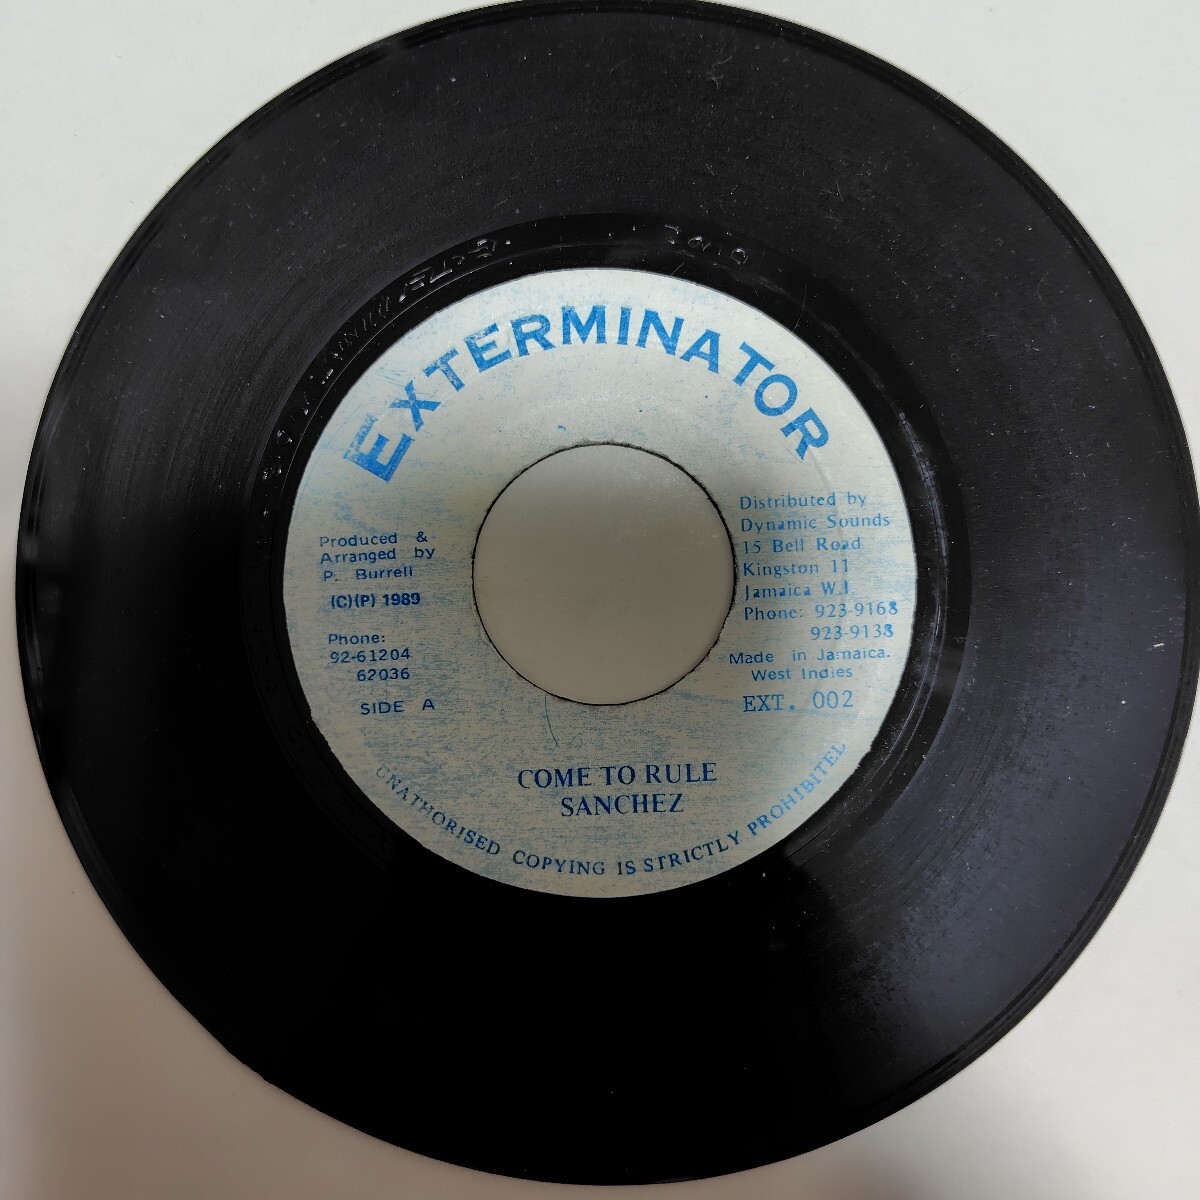 EXTERMINATOR
Produced &
Arranged by
P. Burrell
(C)(P) 1989
Phone:
92-61204
62036
SIDE A
Distributed by
Dynamic Sounds
15 Bell Road
Kingston 11
Jamaica W.I.
Phone: 923-9168
923-9138
Made in Jamaica.
West Indies
EXT. 002
COME TO RULE
SANCHEZ
UNATHORISED COPYING IS STRICTLY PROHIBITED